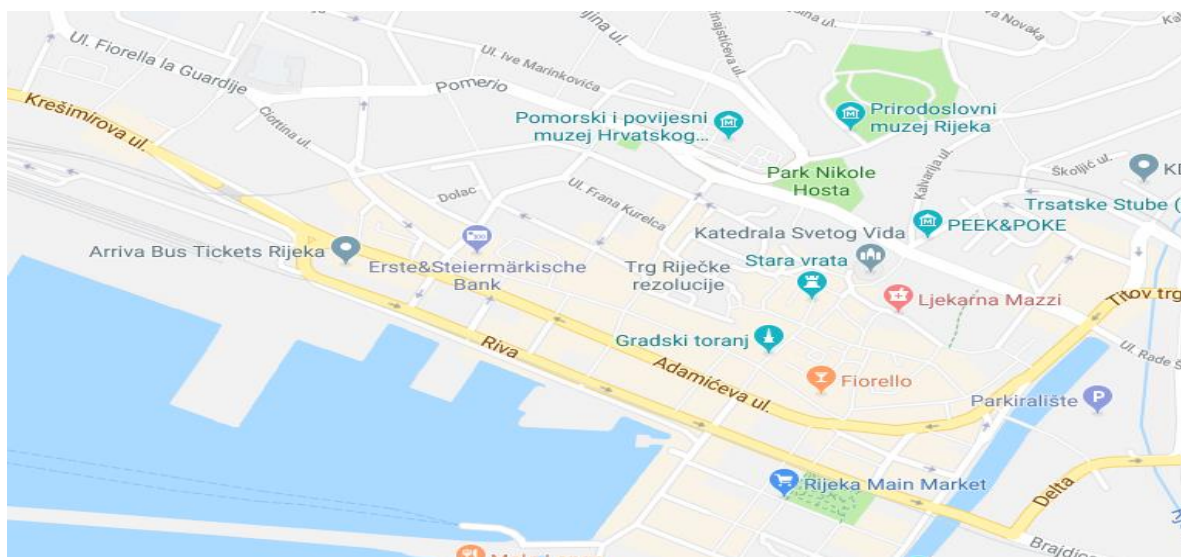 Ul. Fiorella la Guardije
Krešimirova ul.
Ciottina ul.
Pomerio
Ul. Ive Marinkovića
Novaka
Pomorski i povijesni
muzej Hrvatskog...
Prirodoslovni
muzej Rijeka
Park Nikole
Hosta
Kalvarija ul.
Školjić ul.
Trsatske Stube (
PEEK&POKE
Dolac
Ul. Frana Kurelca
Katedrala Svetog Vida
Arriva Bus Tickets Rijeka
Erste&Steiermärkische
Bank
Trg Riječke
rezolucije
Stara vrata
Ljekarna Mazzi
Titov trg
Gradski toranj
Riva
Adamićeva ul.
Fiorello
Ul. Rade
Parkiralište
P
Rijeka Main Market
Delta
Brajdica